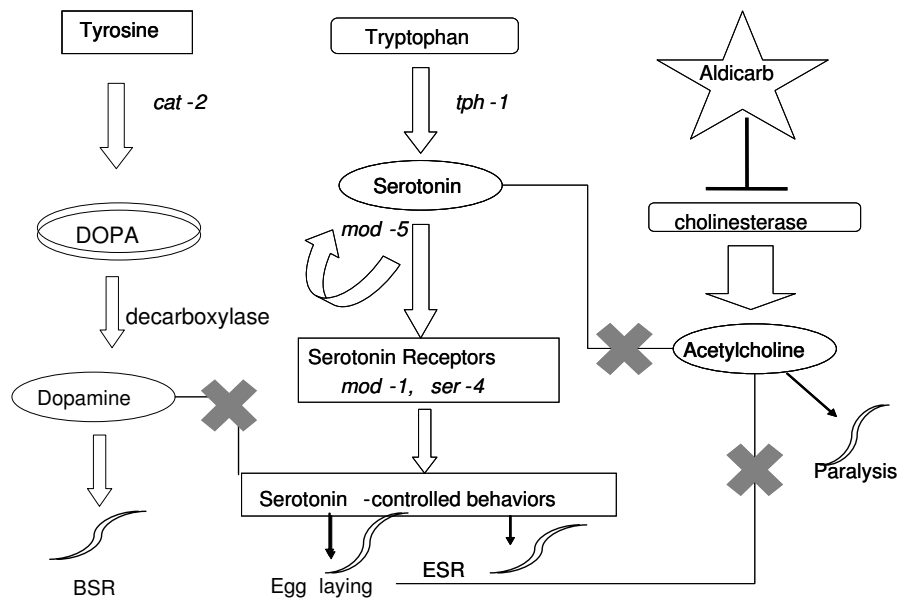 Tyrosine
cat -2
DOPA
decarboxylase
Dopamine
BSR
Tryptophan
tph -1
Serotonin
mod -5
Serotonin Receptors
mod -1, ser -4
Serotonin -controlled behaviors
Egg laying
ESR
Aldicarb
cholinesterase
Acetylcholine
Paralysis